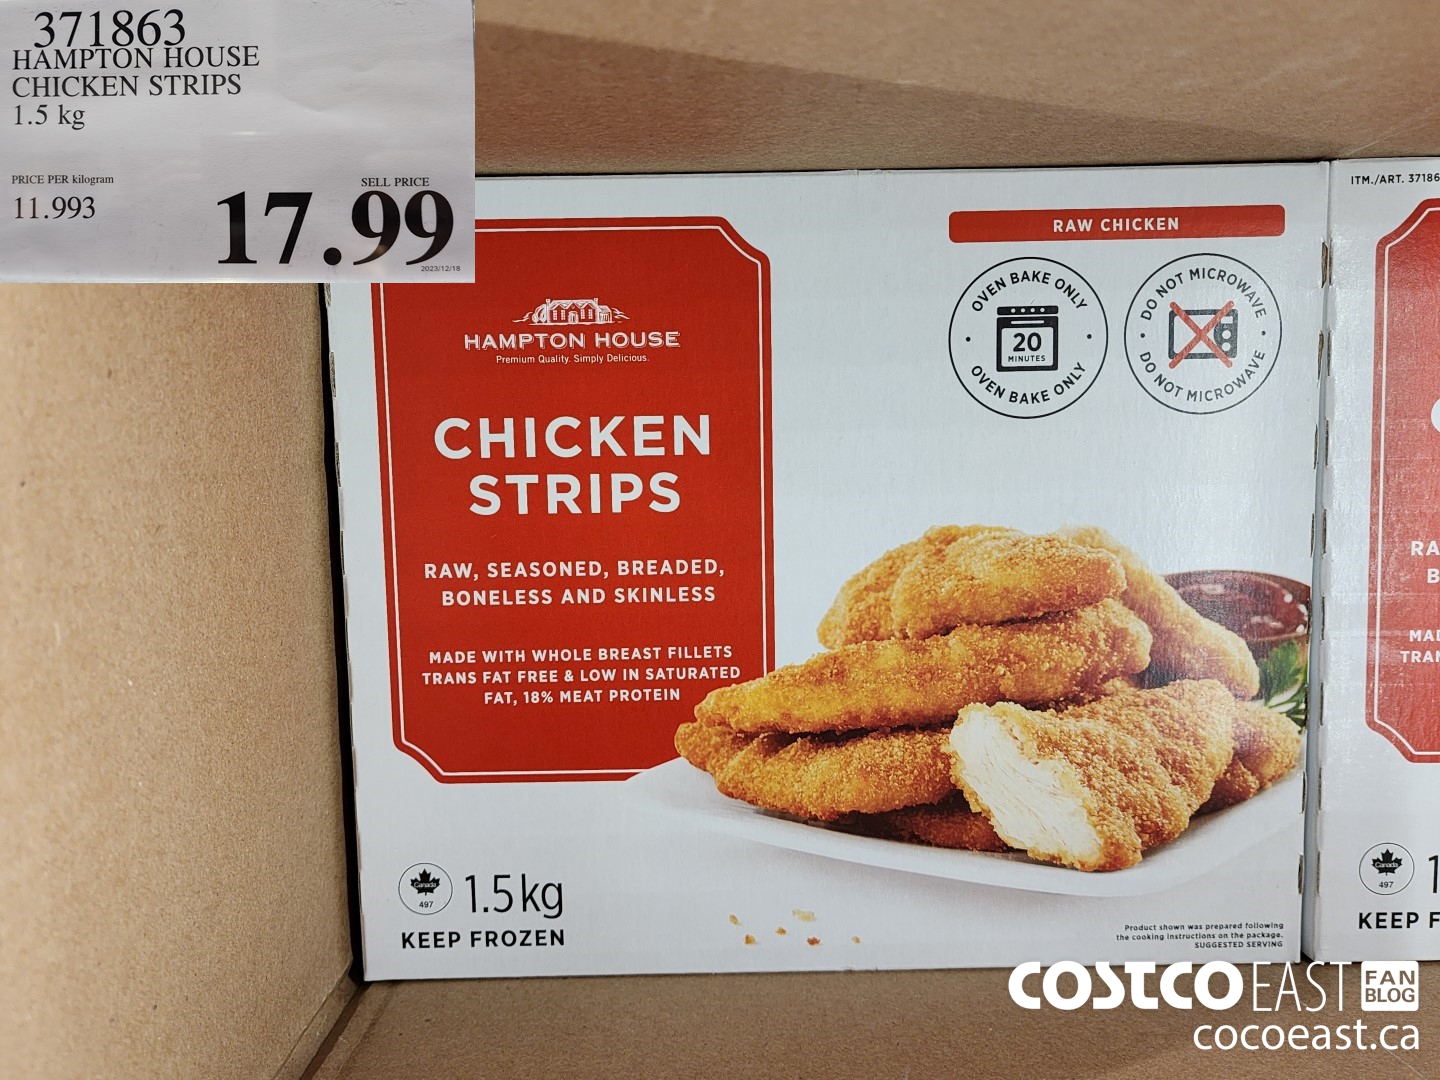 371863
HAMPTON HOUSE
CHICKEN STRIPS
1.5 kg
PRICE PER kilogram
11.993
SELL PRICE
17.99
2023/12/18
HAMPTON HOUSE
Premium Quality. Simply Delicious.
CHICKEN
STRIPS
RAW, SEASONED, BREADED,
BONELESS AND SKINLESS
MADE WITH WHOLE BREAST FILLETS
TRANS FAT FREE & LOW IN SATURATED
FAT, 18% MEAT PROTEIN
RAW CHICKEN
OVEN BAKE ONLY
20
MINUTES
OVEN BAKE ONLY
DO NOT MICROWAVE
DO NOT MICROWAVE
Canada
497
1.5kg
KEEP FROZEN
Product shown was prepared following
the cooking instructions on the package.
SUGGESTED SERVING
ITM./ART. 37186
RA
B
MAD
TRAN
Canada
497
1
KEEP F
COSTCO EAST FAN BLOG
cocoeast.ca